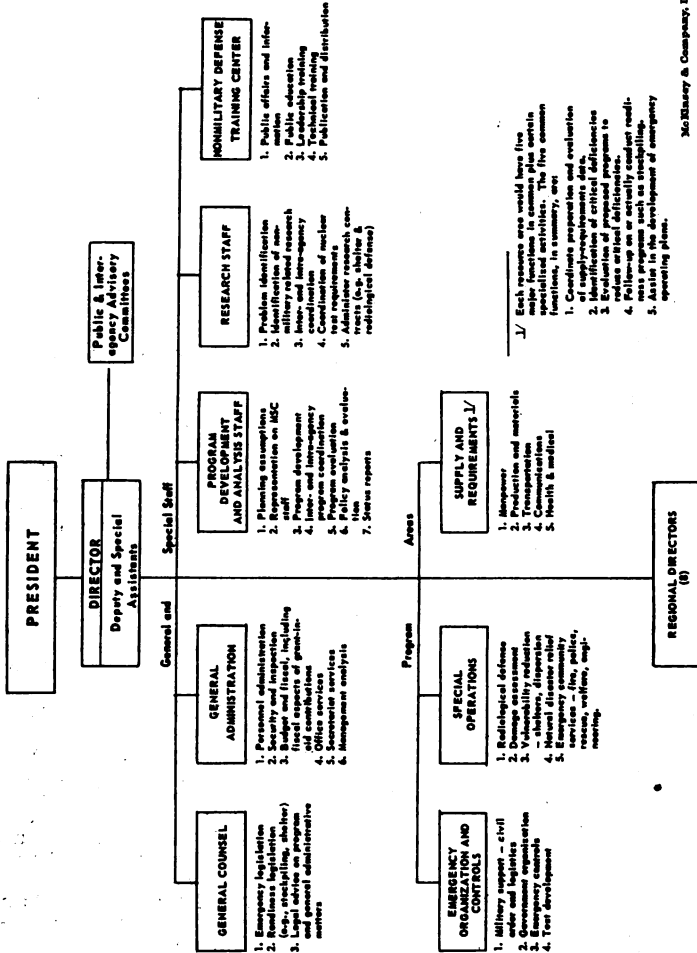 PRESIDENT
DIRECTOR
Deputy and Special
Assistants
Public & Inter-
agency Advisory
Committees
General and Special Staff
GENERAL COUNSEL
1. Emergency legislation
2. Readiness legislation
(e.g., stockpiling, shelter)
3. Legal advice on program
and general administrative
matters
GENERAL
ADMINISTRATION
1. Personnel administration
2. Security and inspection
3. Budget and fiscal, including
fiscal aspects of grant-in-
aid contributions
4. Office services
5. Secretariat services
6. Management analysis
PROGRAM
DEVELOPMENT
AND ANALYSIS STAFF
1. Planning assumptions
2. Representation on NSC
staff
3. Program development
4. Inter- and intra-agency
program coordination
5. Program evaluation
6. Policy analysis & evalua-
tion
7. Status reports
RESEARCH STAFF
1. Problem identification
2. Identification of non-
military related research
3. Inter- and intra-agency
coordination
4. Coordination of nuclear
test requirements
5. Administer research con-
tracts (e.g. shelter &
radiological defense)
NONMILITARY DEFENSE
TRAINING CENTER
1. Public affairs and infor-
mation
2. Public education
3. Leadership training
4. Technical training
5. Publication and distribution
Program Areas
EMERGENCY
ORGANIZATION AND
CONTROLS
1. Military support – civil
order and logistics
2. Government organization
3. Emergency controls
4. Test development
SPECIAL
OPERATIONS
1. Radiological defense
2. Damage assessment
3. Vulnerability reduction
– shelters, dispersion
4. Natural disaster relief
5. Emergency community
services – fire, police,
rescue, welfare, engi-
neering.
SUPPLY AND
REQUIREMENTS 1/
1. Manpower
2. Production and materials
3. Transportation
4. Communications
5. Health & medical
REGIONAL DIRECTORS
(8)
1/ Each resource area would have five
major functions in common plus certain
specialized activities. The five common
functions, in summary, are:
1. Coordinate preparation and evaluation
of supply-requirements data.
2. Identification of critical deficiencies
3. Evaluation of proposed programs to
reduce critical deficiencies.
4. Follow-up on or actually conduct readi-
ness programs such as stockpiling.
5. Assist in the development of emergency
operating plans.
McKinsey & Company, I